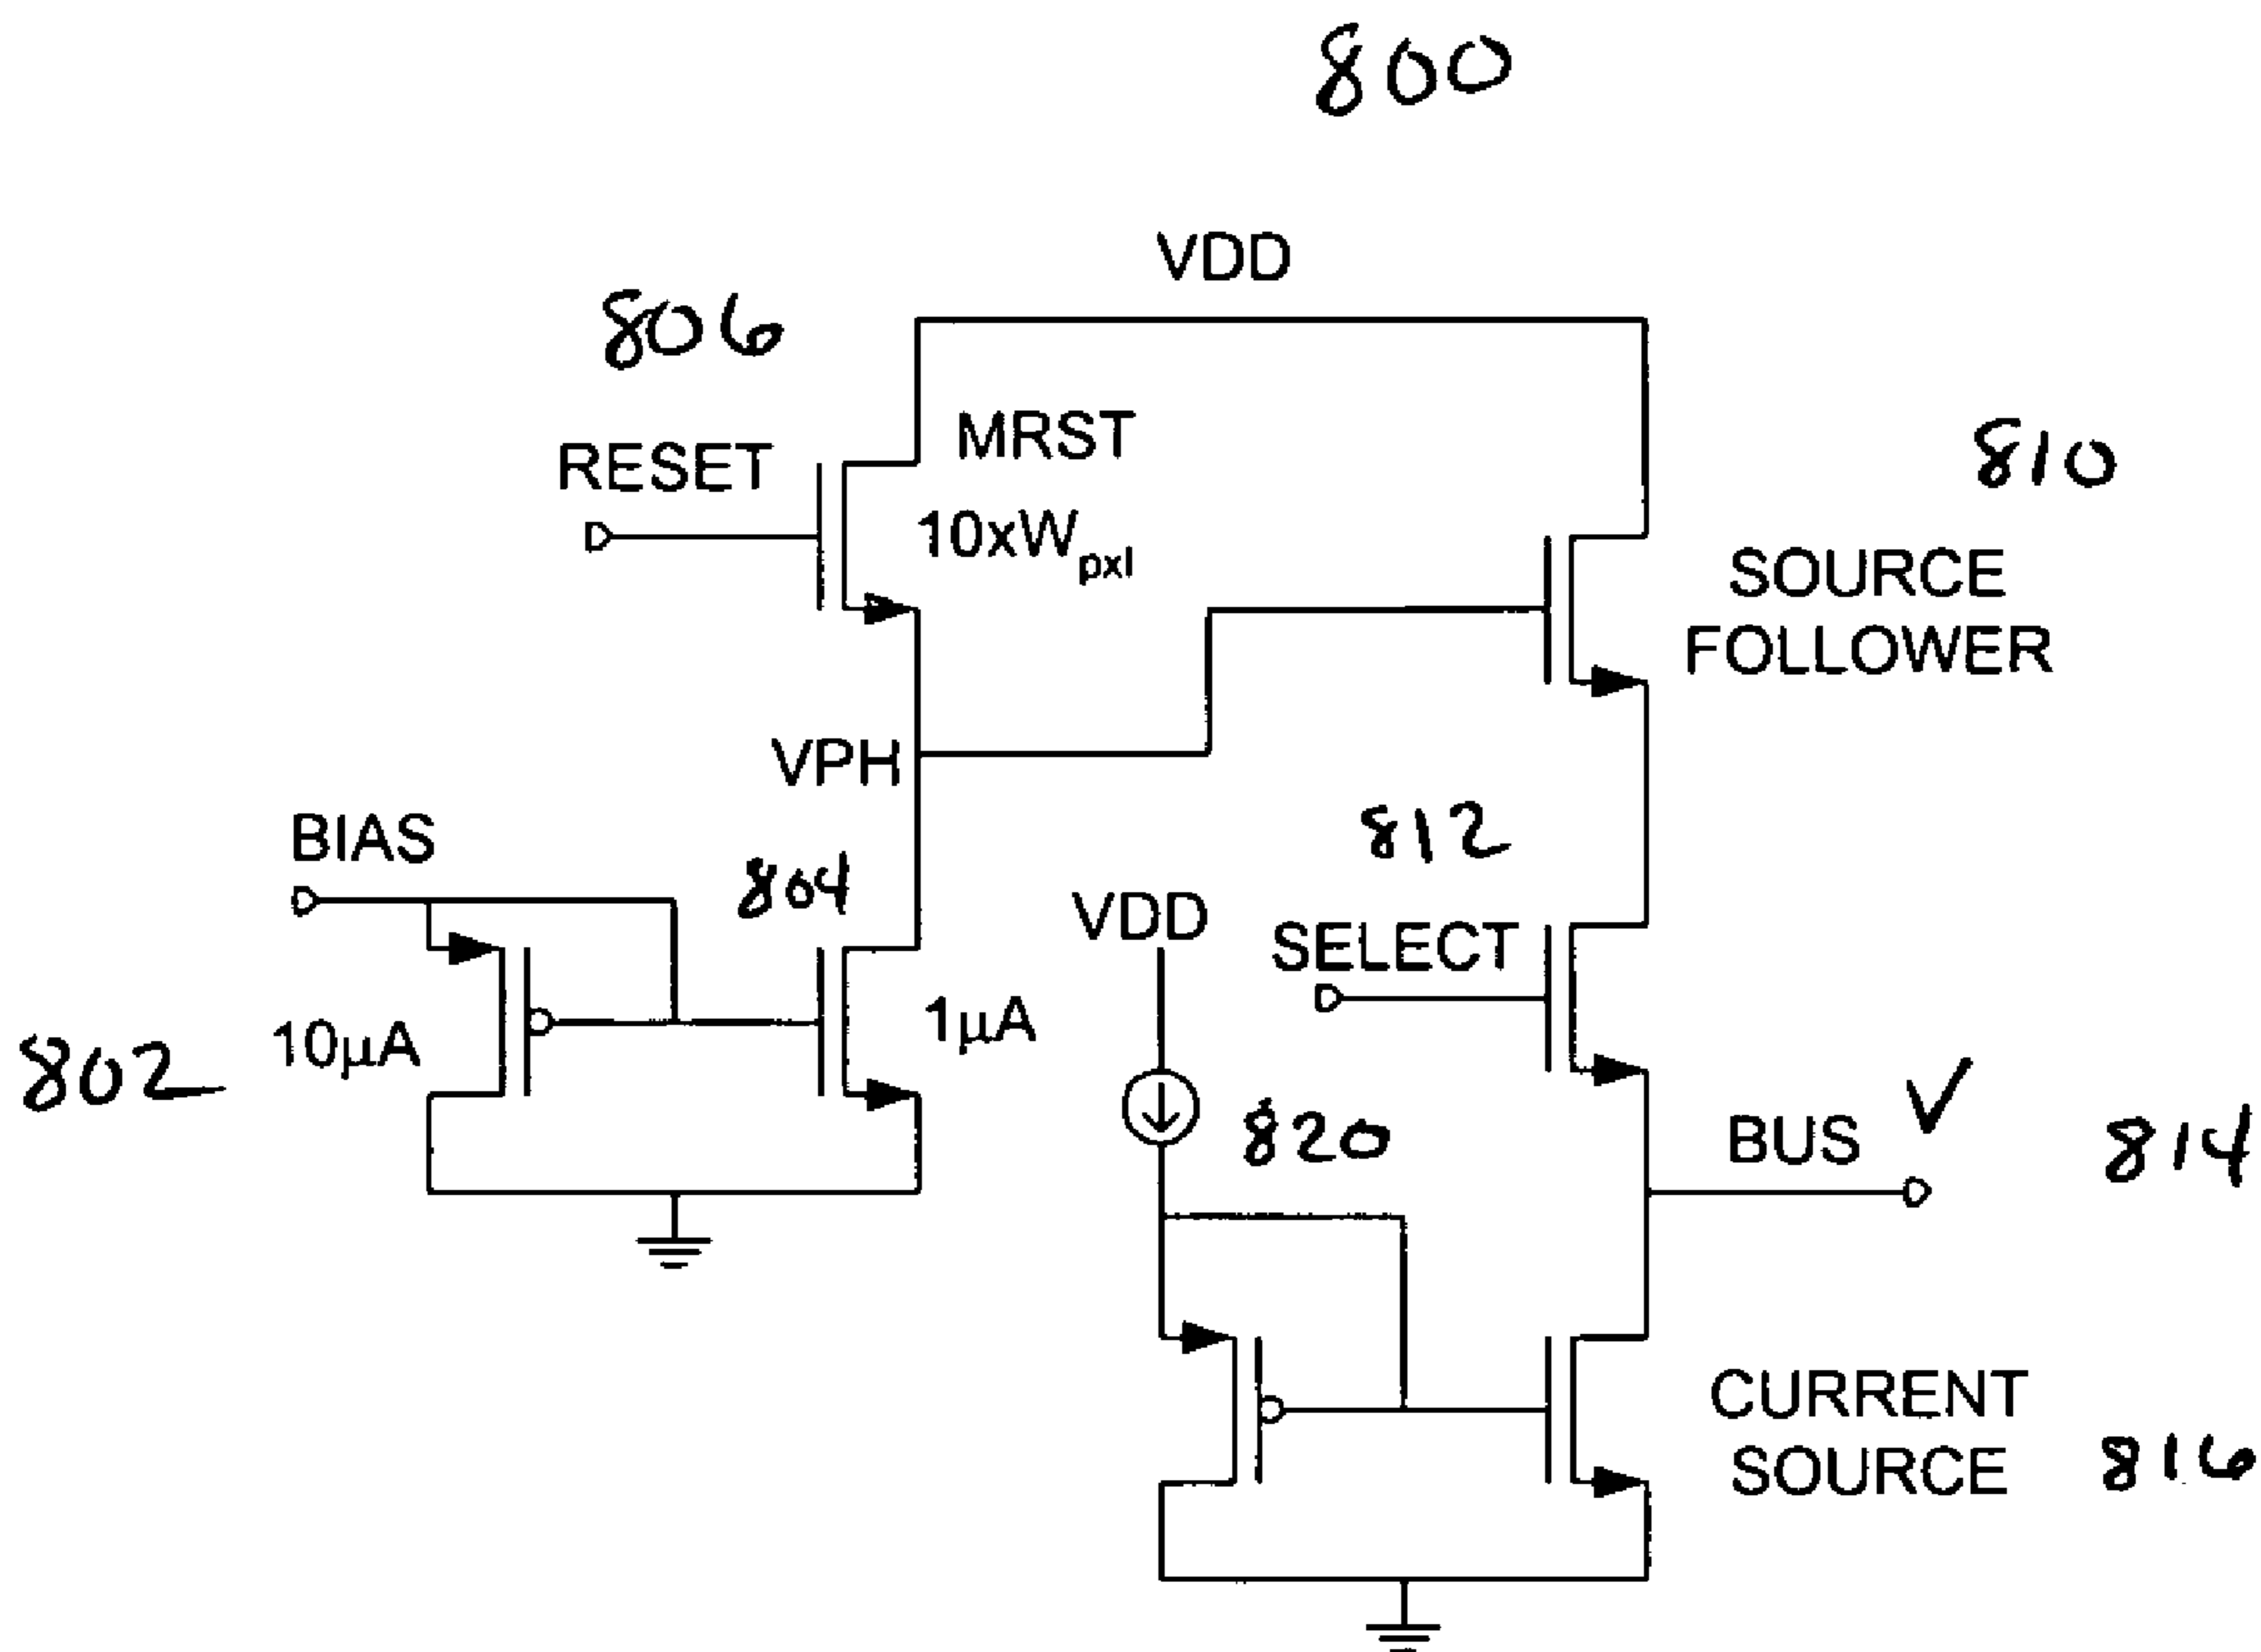 800
VDD
806
MRST
RESET
10xWpxl
810
SOURCE
FOLLOWER
VPH
812
BIAS
804
VDD
SELECT
10µA
1µA
802
820
BUS V
814
CURRENT
SOURCE
816